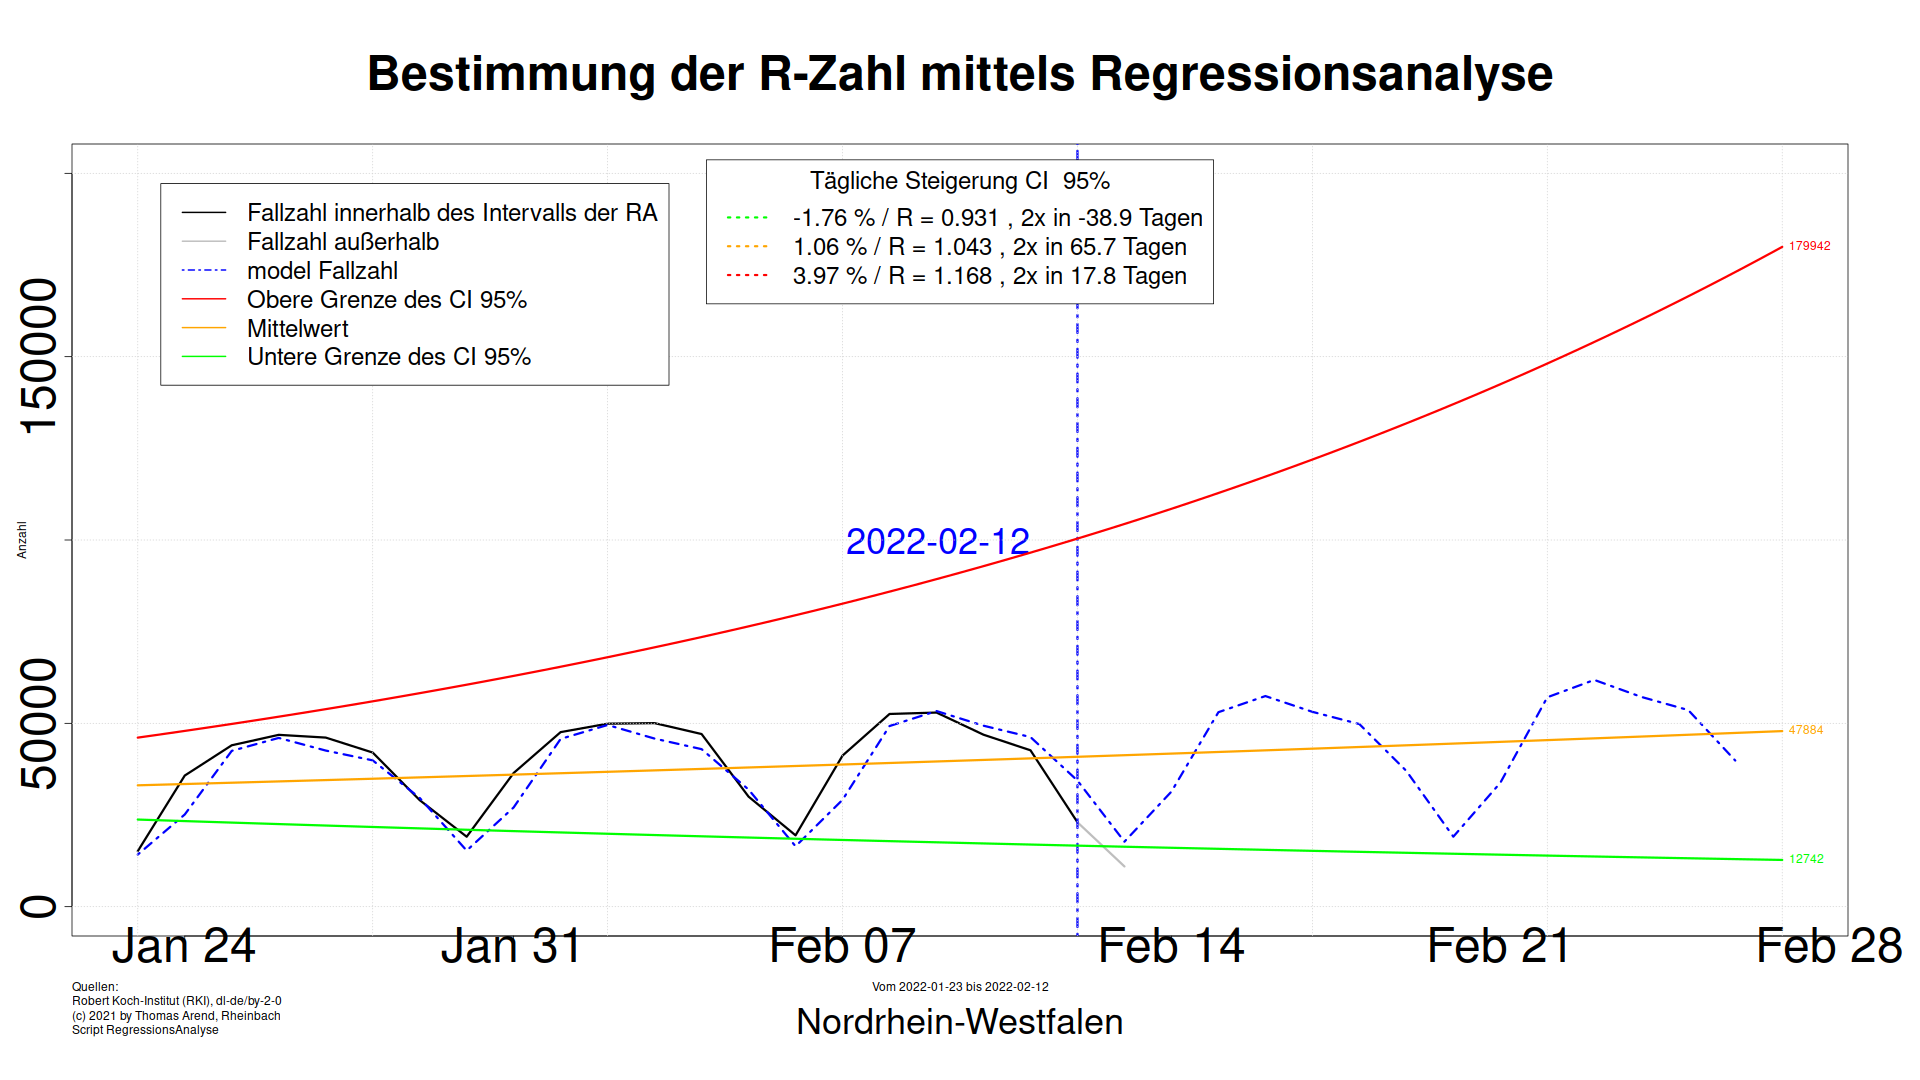 Bestimmung der R-Zahl mittels Regressionsanalyse
Tägliche Steigerung CI  95%
-1.76 % / R = 0.931 , 2x in -38.9 Tagen
1.06 % / R = 1.043 , 2x in 65.7 Tagen
3.97 % / R = 1.168 , 2x in 17.8 Tagen
Fallzahl innerhalb des Intervalls der RA
Fallzahl außerhalb
model Fallzahl
Obere Grenze des CI 95%
Mittelwert
Untere Grenze des CI 95%
179942
150000
2022-02-12
Anzahl
50000
47884
12742
0
Jan 24
Jan 31
Feb 07
Feb 14
Feb 21
Feb 28
Quellen:
Robert Koch-Institut (RKI), dl-de/by-2-0
(c) 2021 by Thomas Arend, Rheinbach
Script RegressionsAnalyse
Vom 2022-01-23 bis 2022-02-12
Nordrhein-Westfalen